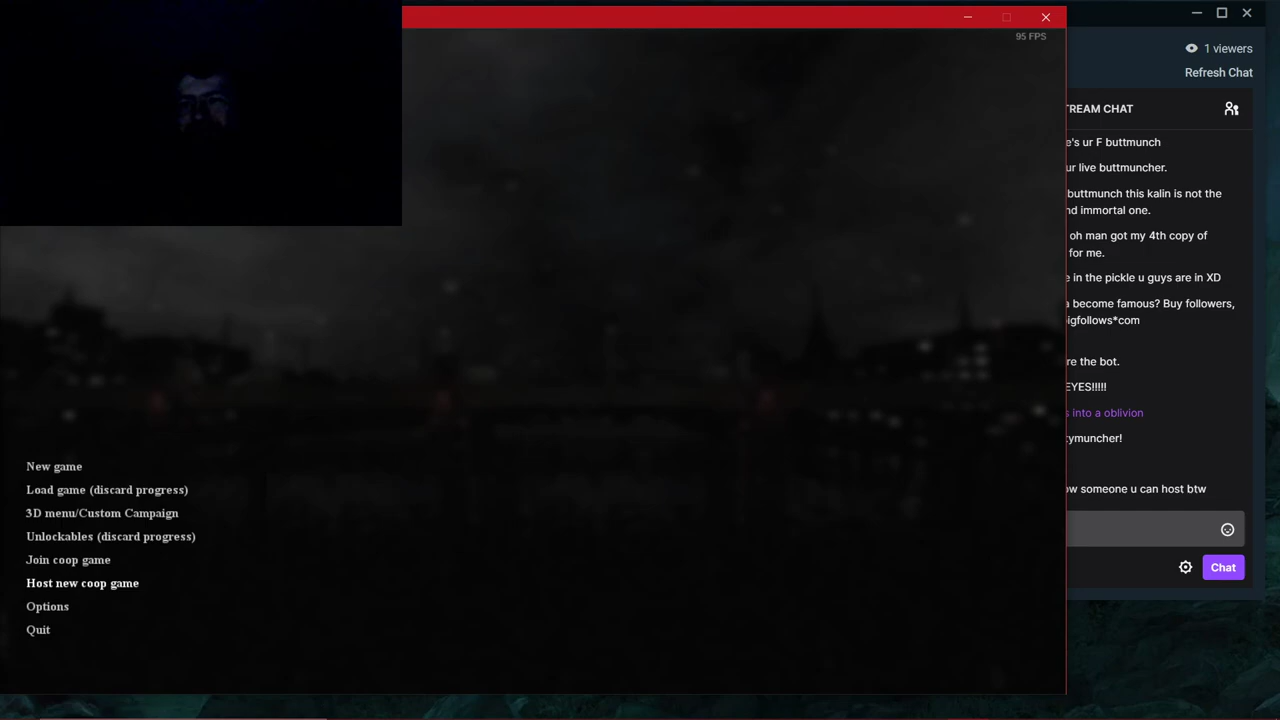 95 FPS
1 viewers
Refresh Chat
TREAM CHAT
e's ur F buttmunch
ur live buttmuncher.
buttmunch this kalin is not the
nd immortal one.
oh man got my 4th copy of
for me.
e in the pickle u guys are in XD
a become famous? Buy followers,
igfollows*com
re the bot.
EYES!!!!!
s into a oblivion
tymuncher!
ow someone u can host btw
Chat
New game
Load game (discard progress)
3D menu/Custom Campaign
Unlockables (discard progress)
Join coop game
Host new coop game
Options
Quit